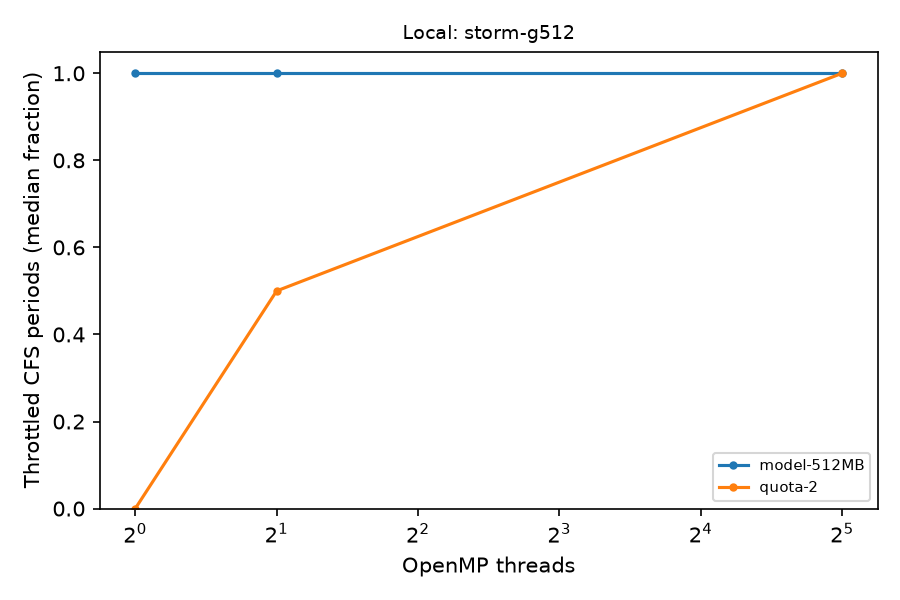 Local: storm-g512
Throttled CFS periods (median fraction)
1.0
0.8
0.6
0.4
0.2
0.0
2^0 2^1 2^2 2^3 2^4 2^5
OpenMP threads
model-512MB
quota-2